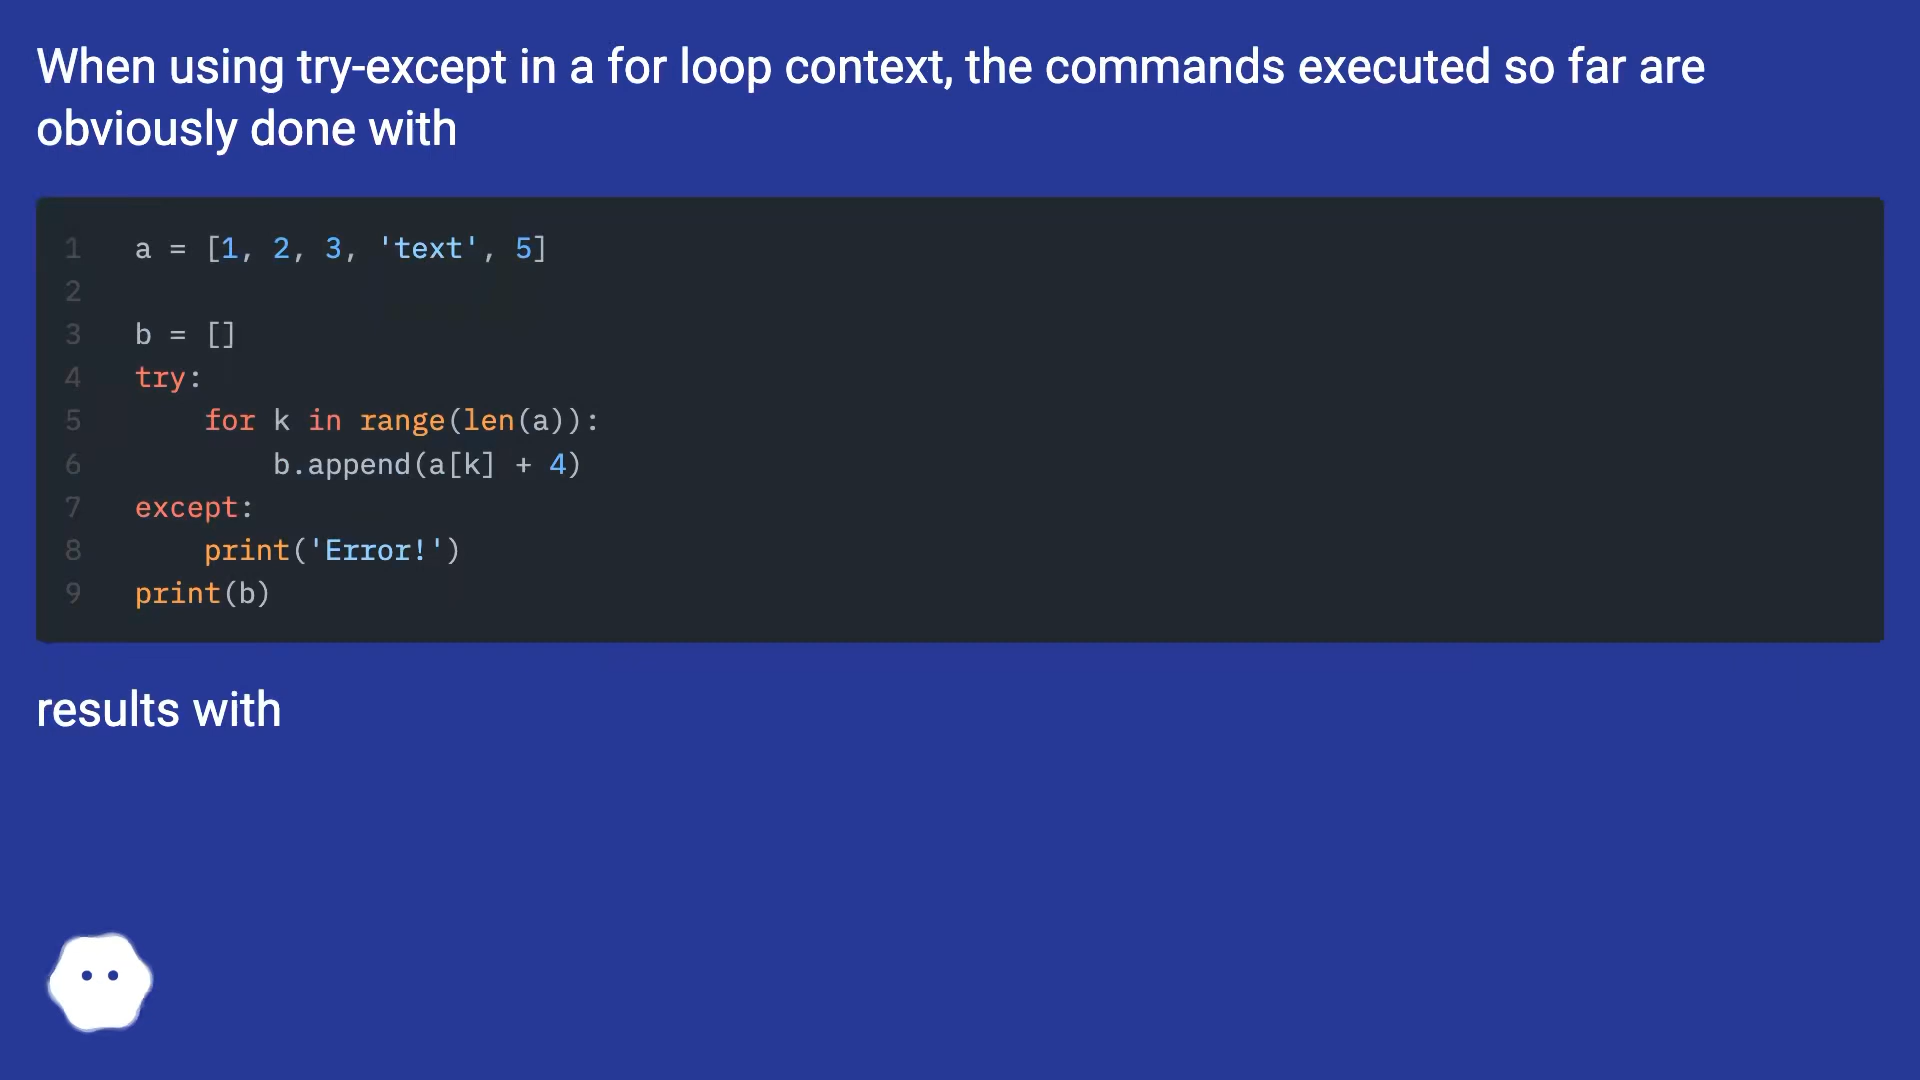 When using try-except in a for loop context, the commands executed so far are
obviously done with
1 a = [1, 2, 3, 'text', 5]
2
3 b = []
4 try:
5     for k in range(len(a)):
6         b.append(a[k] + 4)
7 except:
8     print('Error!')
9 print(b)
results with